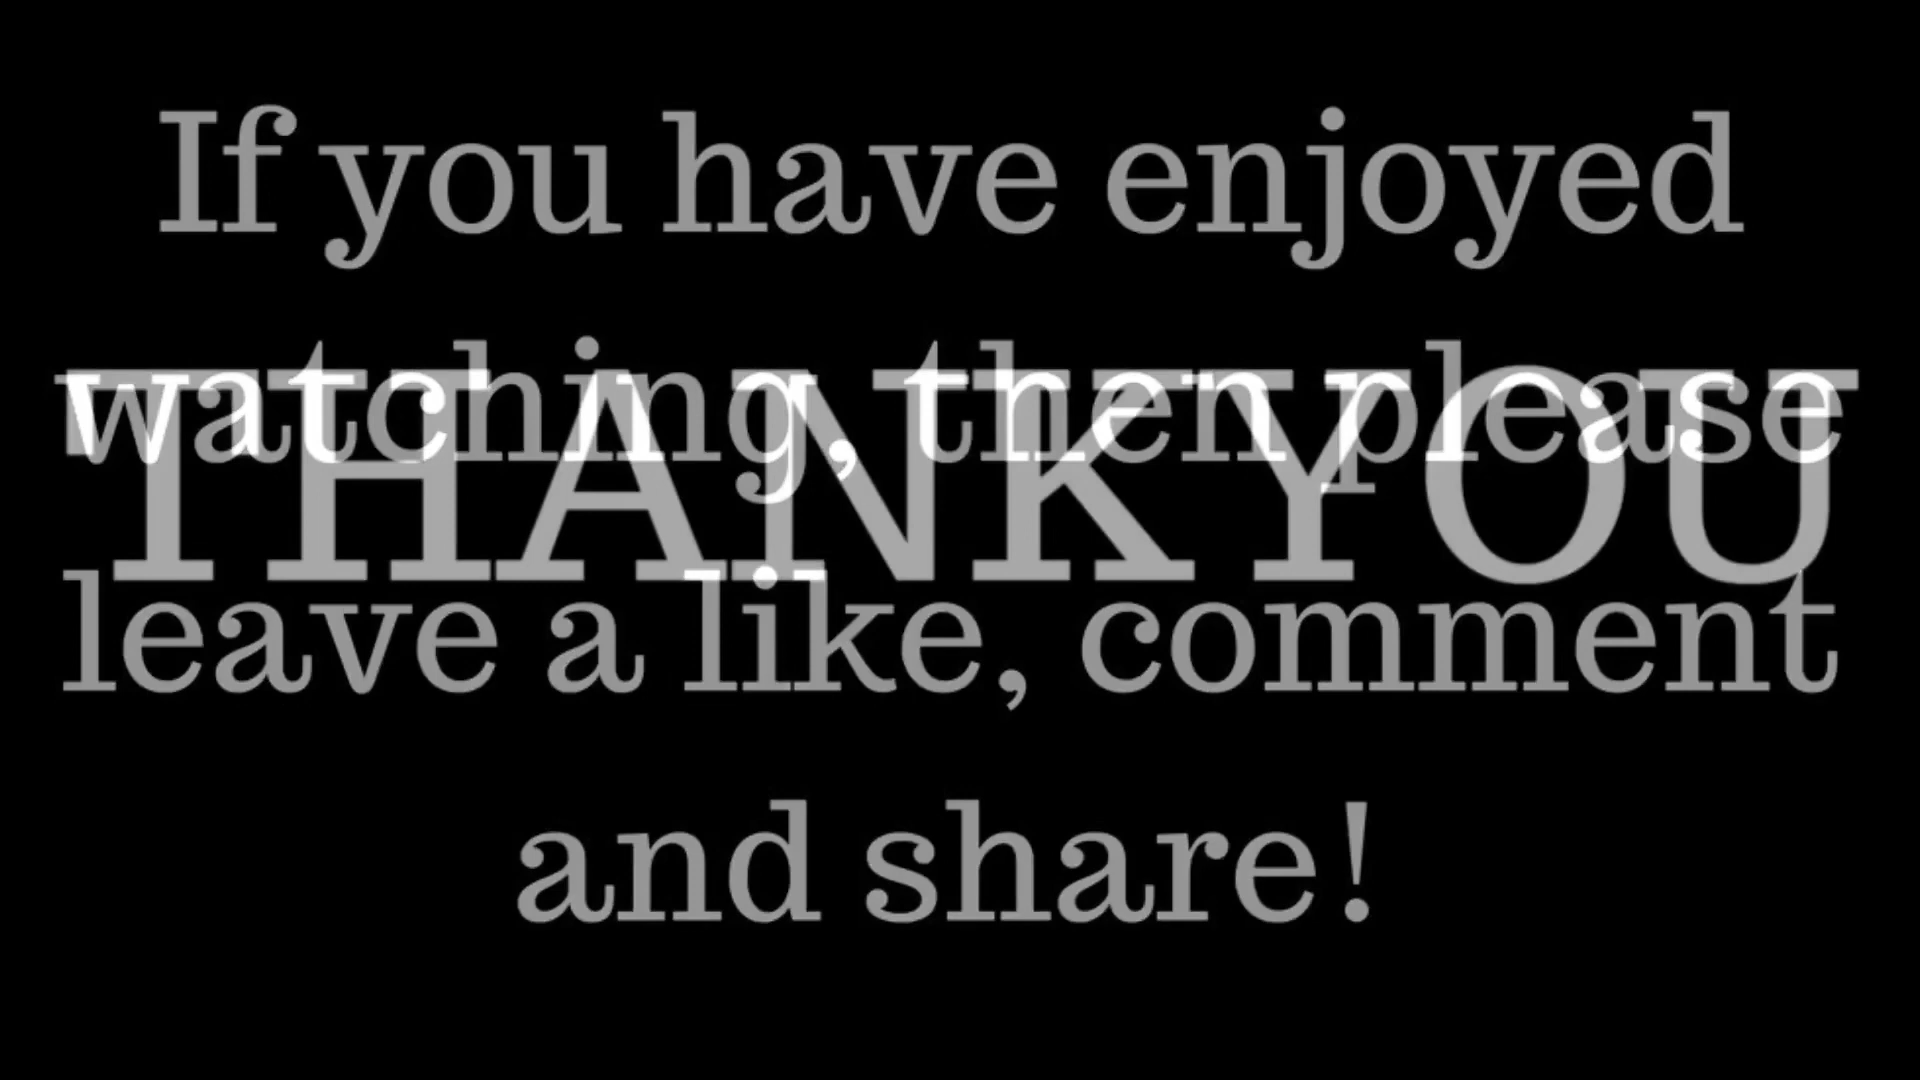 If you have enjoyed
watching, then please
THANKYOU
leave a like, comment
and share!